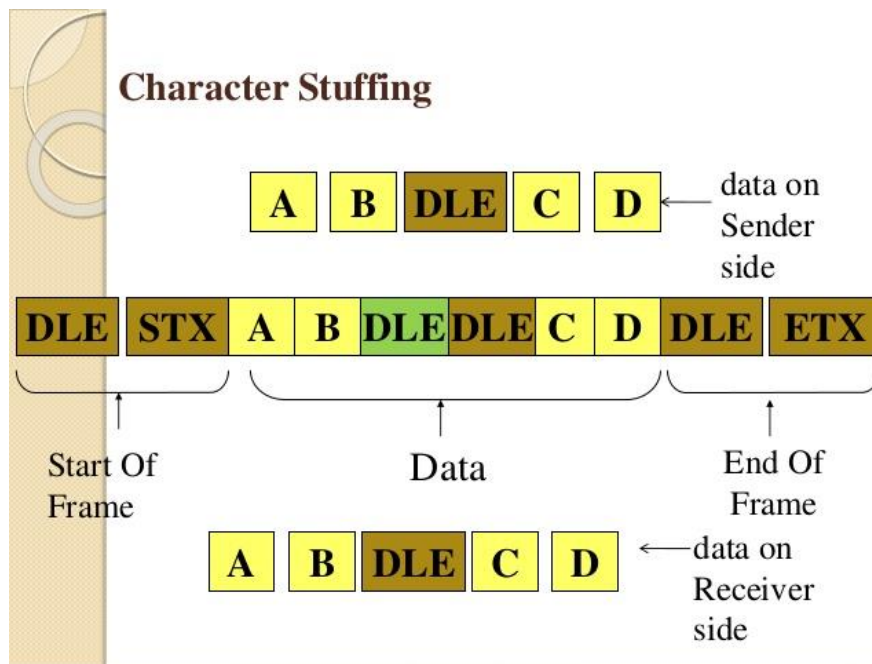 Character Stuffing
A B DLE C D
data on
Sender
side
DLE STX A B DLE DLE C D DLE ETX
Start Of
Frame
Data
End Of
Frame
A B DLE C D
data on
Receiver
side